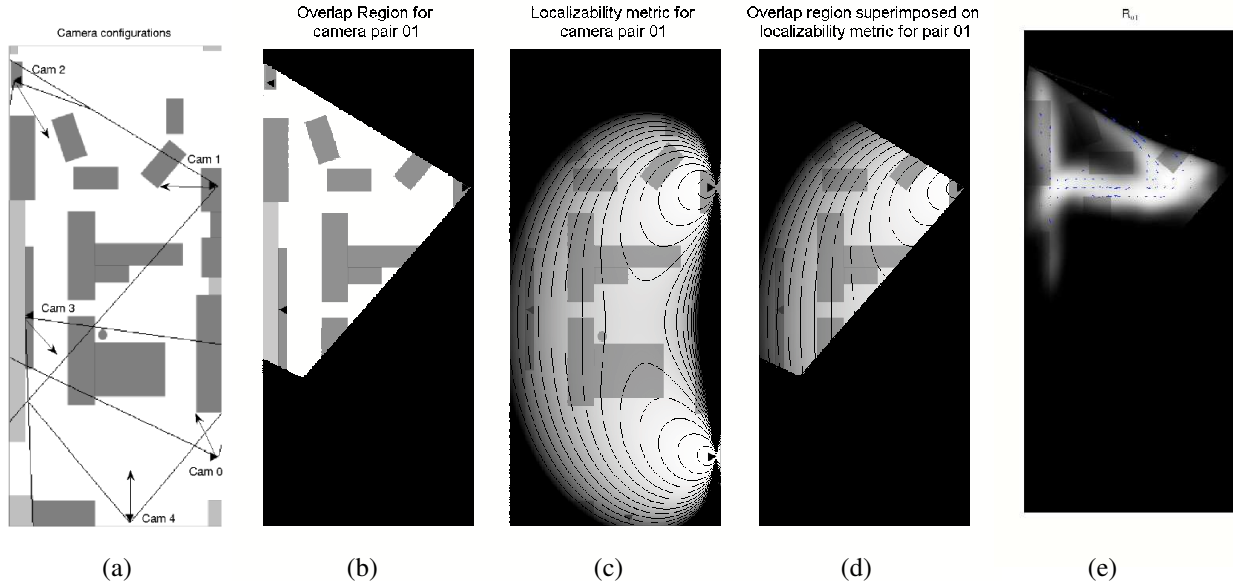 Camera configurations
Cam 2
Cam 1
Cam 3
Cam 0
Cam 4
(a)
Overlap Region for
camera pair 01
(b)
Localizability metric for
camera pair 01
(c)
Overlap region superimposed on
localizability metric for pair 01
(d)
R01
(e)